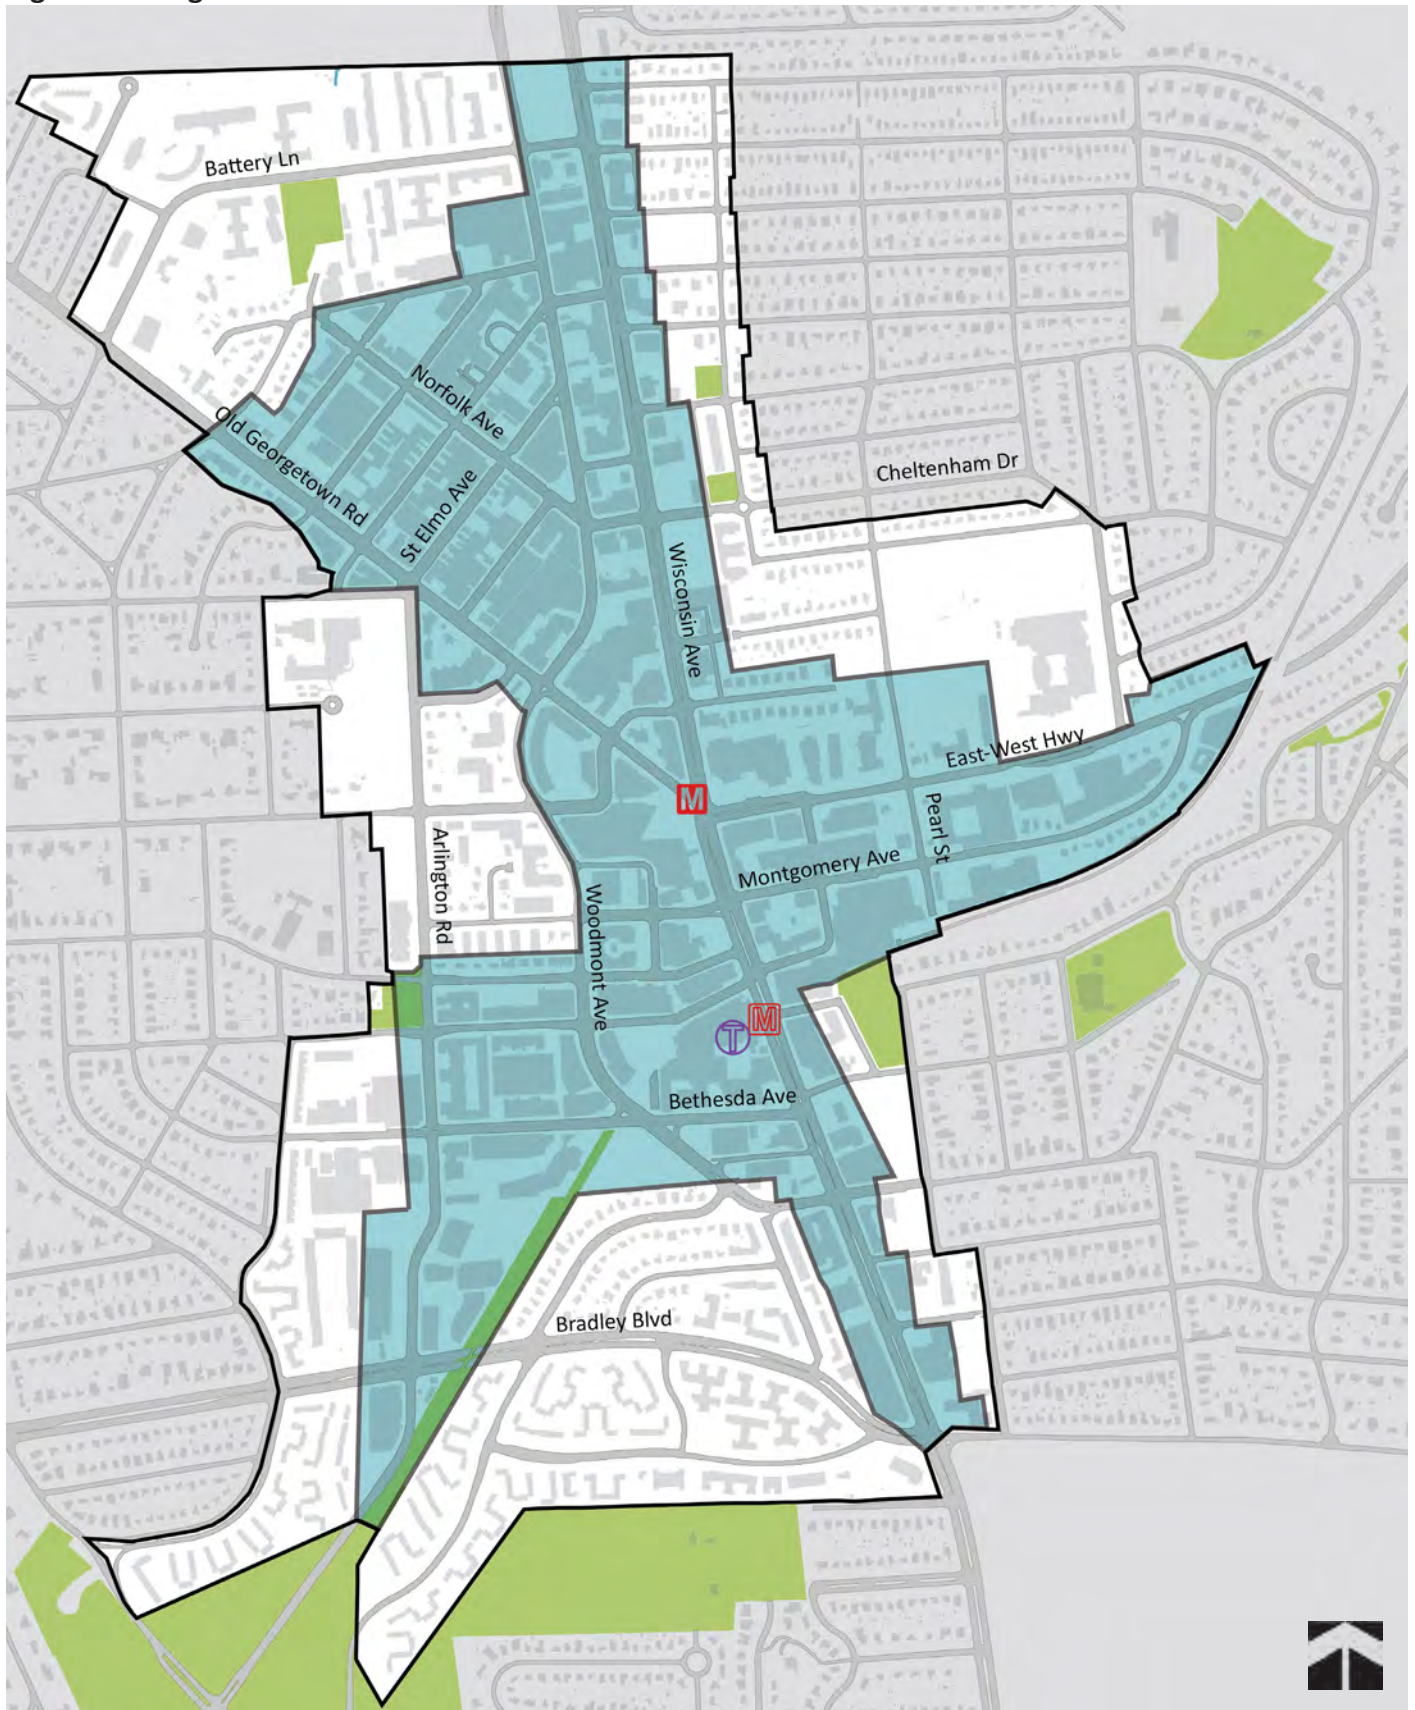 Battery Ln
Norfolk Ave
Old Georgetown Rd
St Elmo Ave
Cheltenham Dr
Wisconsin Ave
East-West Hwy
M
Pearl St
Arlington Rd
Montgomery Ave
Woodmont Ave
M
T
Bethesda Ave
Bradley Blvd